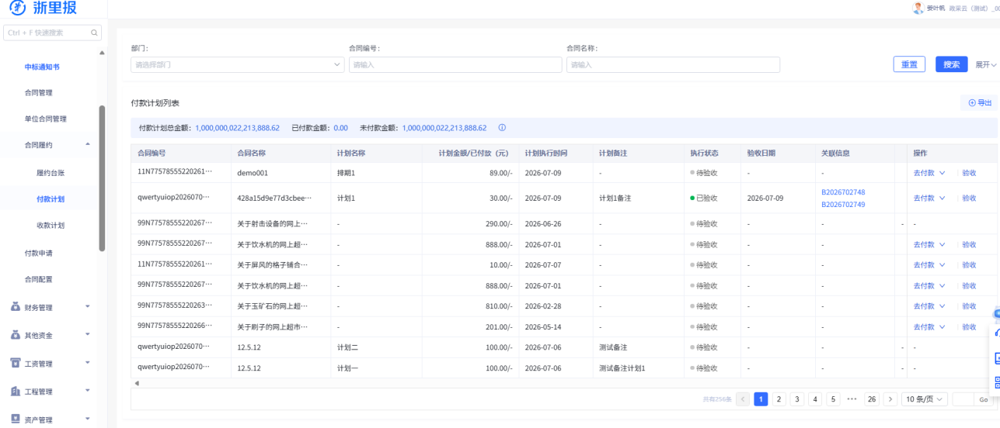 浙里报
姜叶帆 政采云（测试）_00
Ctrl + F 快速搜索
中标通知书
合同管理
单位合同管理
合同履约
履约台账
付款计划
收款计划
付款申请
合同配置
财务管理
其他资金
工资管理
工程管理
资产管理
部门： 合同编号： 合同名称：
请选择部门 请输入 请输入 重置 搜索 展开
付款计划列表 导出
付款计划总金额：1,000,000,022,213,888.62 已付款金额：0.00 未付款金额：1,000,000,022,213,888.62
合同编号 合同名称 计划名称 计划金额/已付款（元） 计划执行时间 计划备注 执行状态 验收日期 关联信息 操作
11N77578555220261··· demo001 排期1 89.00/- 2026-07-09 - 待验收 - - 去付款 验收
qwertyuiop2026070··· 428a15d9e77d3cbee··· 计划1 30.00/- 2026-07-09 计划1备注 已验收 2026-07-09 B2026702748 去付款 验收
B2026702749
99N77578555220267··· 关于射击设备的网上··· - 290.00/- 2026-06-26 - 待验收 - - - -
99N77578555220267··· 关于饮水机的网上超··· - 888.00/- 2026-07-01 - 待验收 - - 去付款 验收
11N77578555220261··· 关于屏风的格子铺合··· - 10.00/- 2026-07-07 - 待验收 - - 去付款 验收
99N77578555220267··· 关于饮水机的网上超··· - 888.00/- 2026-07-01 - 待验收 - - 去付款 验收
99N77578555220263··· 关于玉矿石的网上超··· - 810.00/- 2026-02-28 - 待验收 - - 去付款 验收
99N77578555220266··· 关于刷子的网上超市··· - 201.00/- 2026-05-14 - 待验收 - - 去付款 验收
qwertyuiop2026070··· 12.5.12 计划二 100.00/- 2026-07-06 测试备注 待验收 - - - -
qwertyuiop2026070··· 12.5.12 计划一 100.00/- 2026-07-06 测试备注计划1 待验收 - - - -
共有256条 1 2 3 4 5 ··· 26 10 条/页 Go